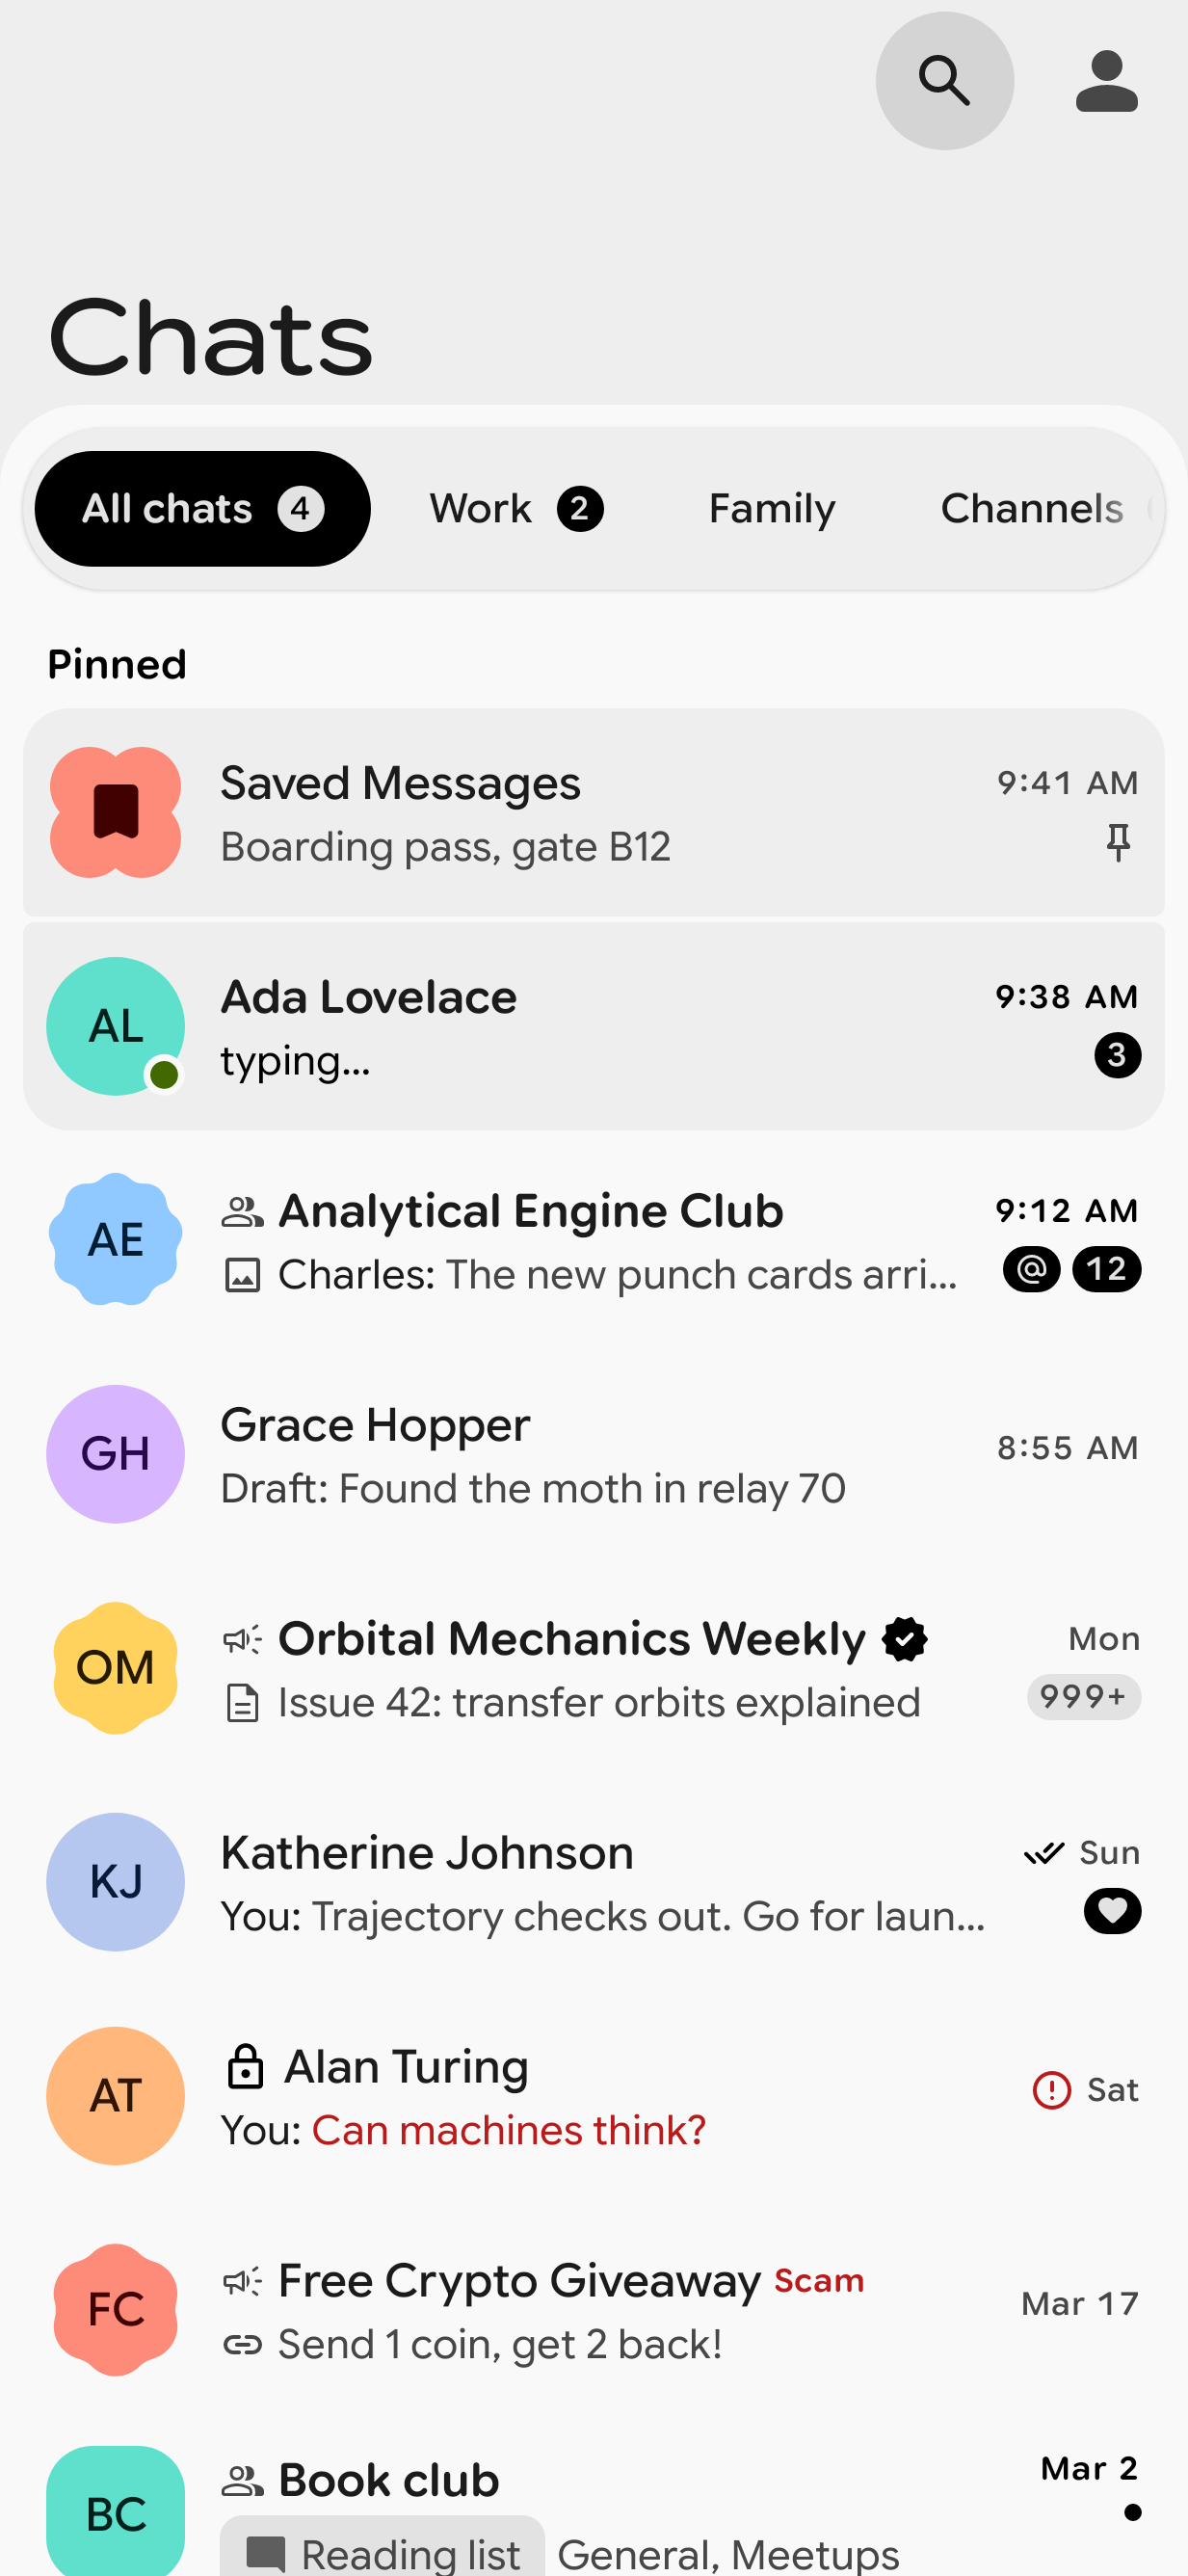 Chats
All chats 4 Work 2 Family Channels
Pinned
Saved Messages 9:41 AM
Boarding pass, gate B12
AL Ada Lovelace 9:38 AM
typing... 3
AE Analytical Engine Club 9:12 AM
Charles: The new punch cards arri... @ 12
GH Grace Hopper 8:55 AM
Draft: Found the moth in relay 70
OM Orbital Mechanics Weekly Mon
Issue 42: transfer orbits explained 999+
KJ Katherine Johnson Sun
You: Trajectory checks out. Go for laun...
AT Alan Turing Sat
You: Can machines think?
FC Free Crypto Giveaway Scam Mar 17
Send 1 coin, get 2 back!
BC Book club Mar 2
Reading list General, Meetups